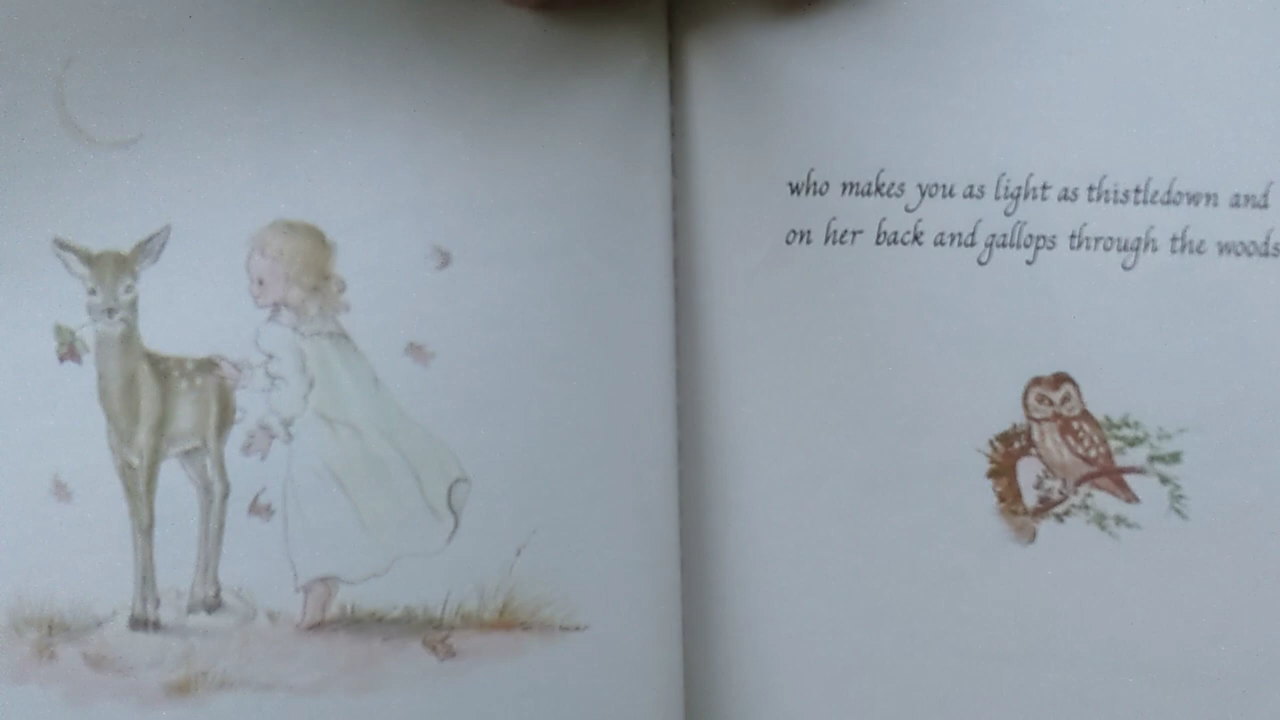 who makes you as light as thistledown and
on her back and gallops through the woods